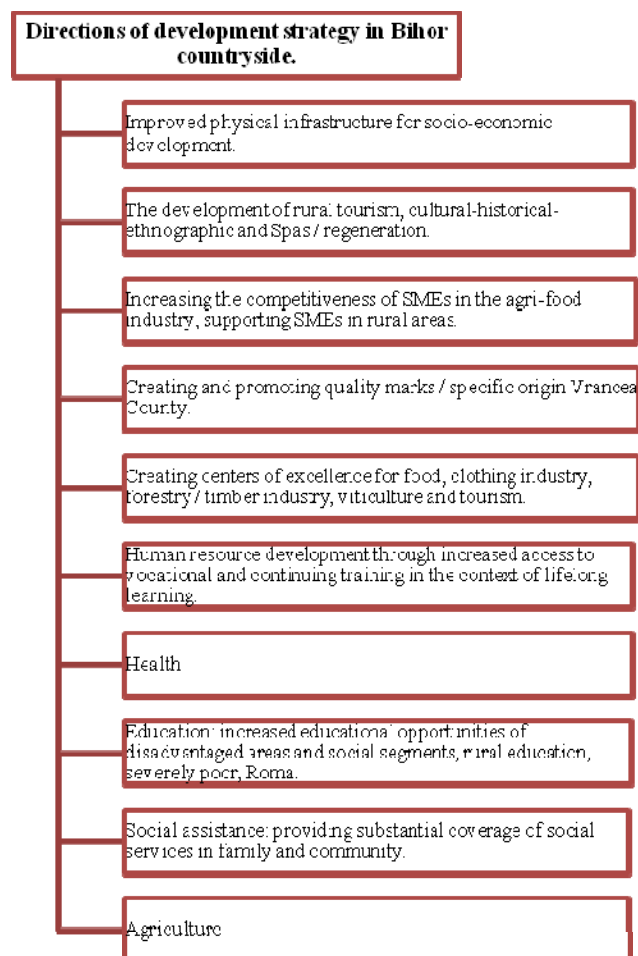 Directions of development strategy in Bihor
countryside.
Improved physical infrastructure for socio-economic
development.
The development of rural tourism, cultural-historical-
ethnographic and Spas / regeneration.
Increasing the competitiveness of SMEs in the agri-food
industry, supporting SMEs in rural areas.
Creating and promoting quality marks / specific origin Vrancea
County.
Creating centers of excellence for food, clothing industry,
forestry / timber industry, viticulture and tourism.
Human resource development through increased access to
vocational and continuing training in the context of lifelong
learning.
Health
Education: increased educational opportunities of
disadvantaged areas and social segments, rural education,
severely poor, Roma.
Social assistance: providing substantial coverage of social
services in family and community.
Agriculture